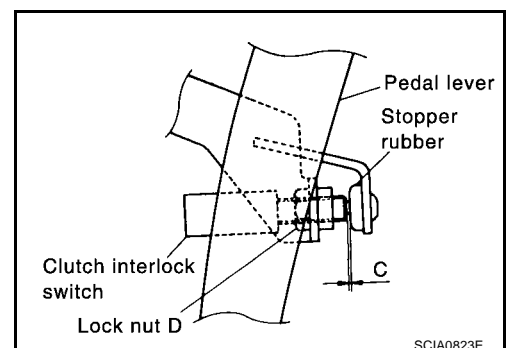 Pedal lever
Stopper
rubber
C
Clutch interlock
switch
Lock nut D
SCIA0823E